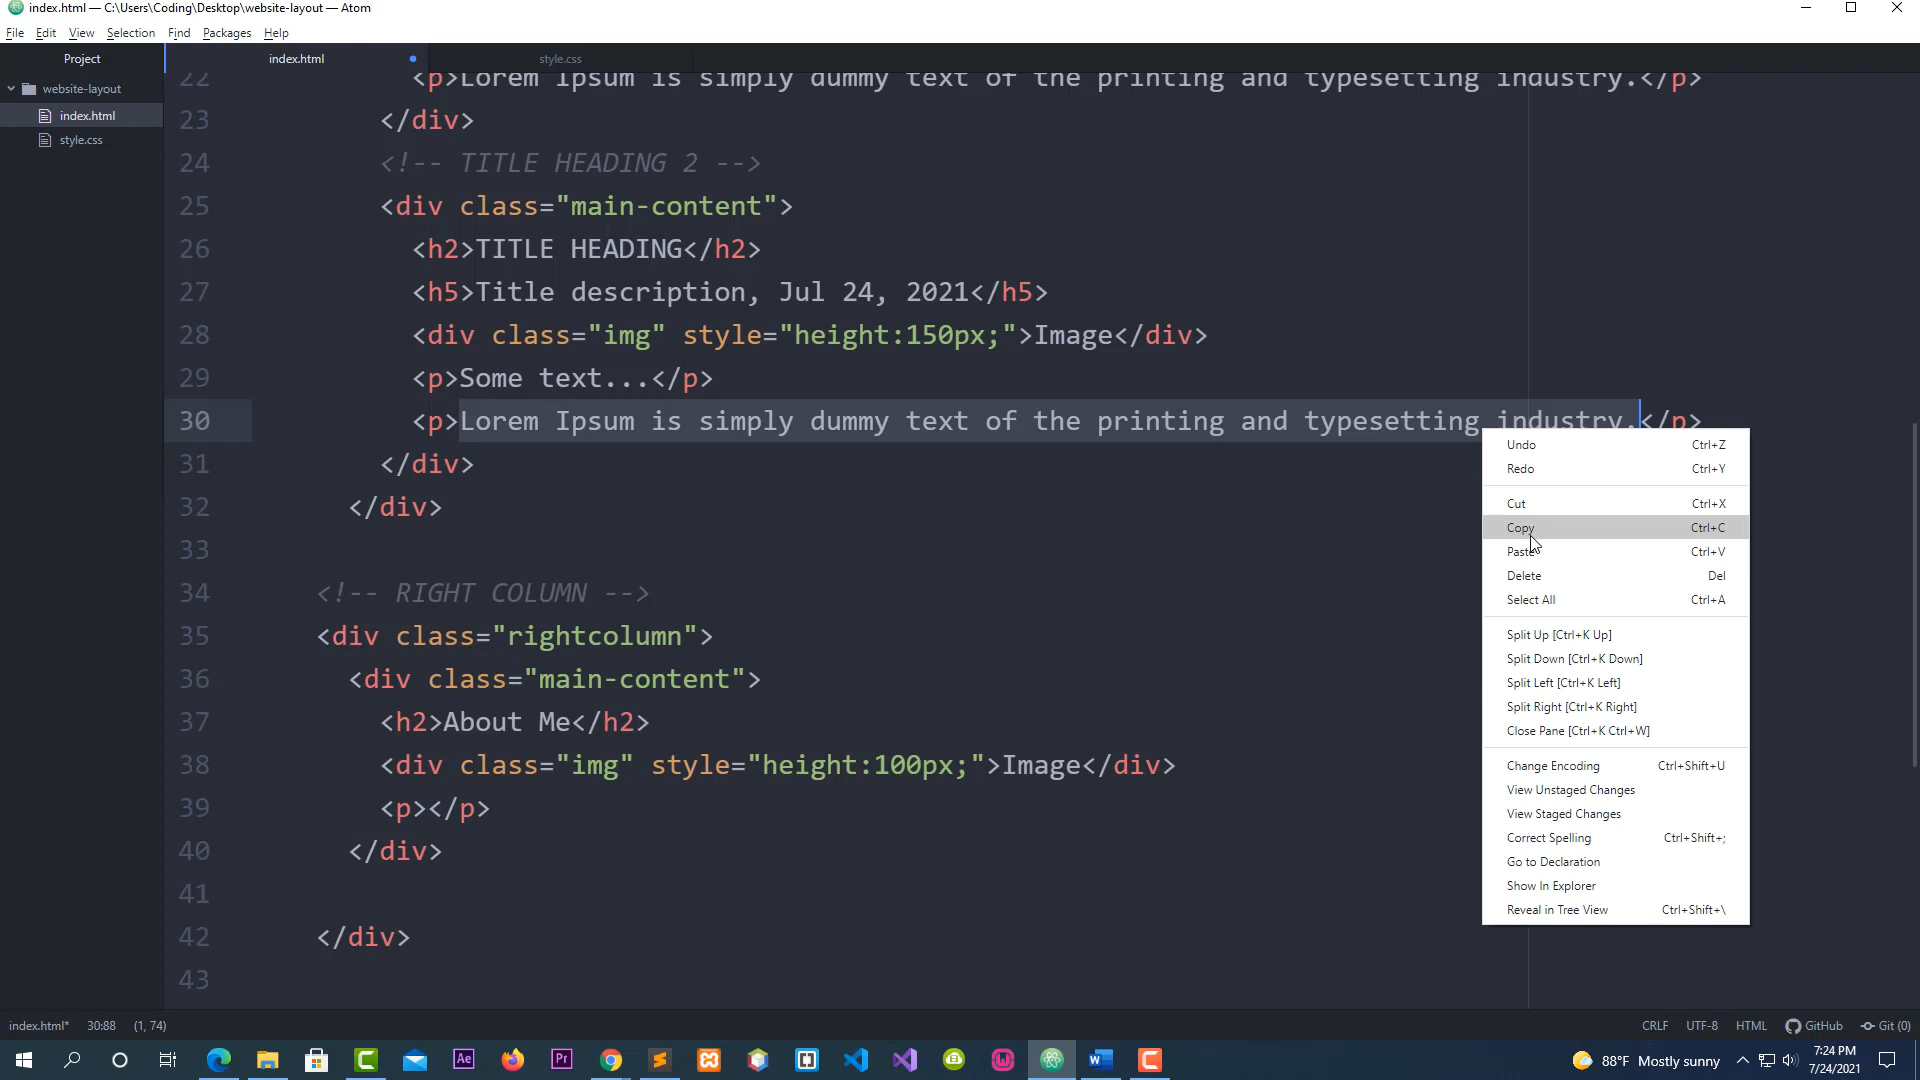 index.html — C:\Users\Coding\Desktop\website-layout — Atom
File Edit View Selection Find Packages Help
Project
index.html
style.css
website-layout
index.html
style.css
22 <p>Lorem Ipsum is simply dummy text of the printing and typesetting industry.</p>
23 </div>
24 <!-- TITLE HEADING 2 -->
25 <div class="main-content">
26 <h2>TITLE HEADING</h2>
27 <h5>Title description, Jul 24, 2021</h5>
28 <div class="img" style="height:150px;">Image</div>
29 <p>Some text...</p>
30 <p>Lorem Ipsum is simply dummy text of the printing and typesetting industry.</p>
31 </div>
32 </div>
33
34 <!-- RIGHT COLUMN -->
35 <div class="rightcolumn">
36 <div class="main-content">
37 <h2>About Me</h2>
38 <div class="img" style="height:100px;">Image</div>
39 <p></p>
40 </div>
41
42 </div>
43
Undo Ctrl+Z
Redo Ctrl+Y
Cut Ctrl+X
Copy Ctrl+C
Paste Ctrl+V
Delete Del
Select All Ctrl+A
Split Up [Ctrl+K Up]
Split Down [Ctrl+K Down]
Split Left [Ctrl+K Left]
Split Right [Ctrl+K Right]
Close Pane [Ctrl+K Ctrl+W]
Change Encoding Ctrl+Shift+U
View Unstaged Changes
View Staged Changes
Correct Spelling Ctrl+Shift+;
Go to Declaration
Show In Explorer
Reveal in Tree View Ctrl+Shift+\
index.html* 30:88 (1, 74)
CRLF UTF-8 HTML GitHub Git (0)
Ae
Pr
88°F Mostly sunny
7:24 PM
7/24/2021